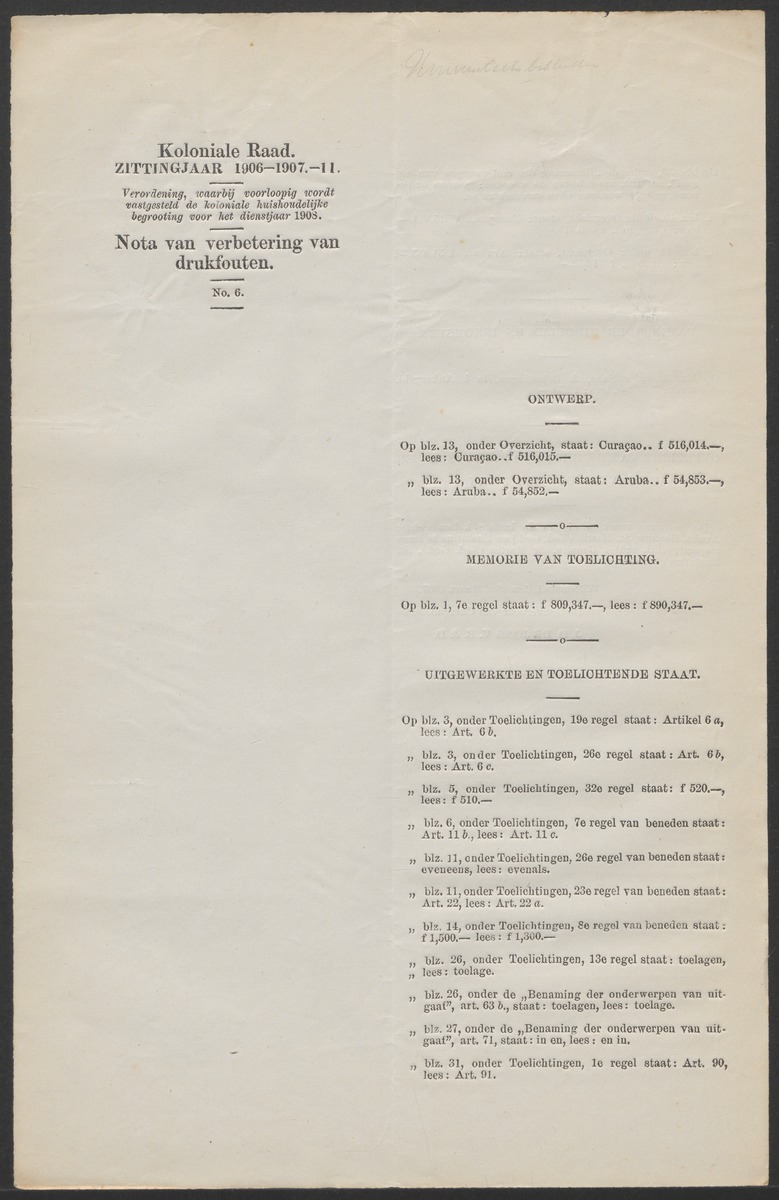 Koloniale Raad.
ZITTINGJAAR 1906—1907.—11.
Verordening, waarbij voorloopig wordt
vastgesteld de koloniale huishoudelijke
begrooting voor het dienstjaar 1908.
Nota van verbetering van
drukfouten.
No. 6.
ONTWERP.
Op blz. 13, onder Overzicht, staat: Curaçao.. f 516,014.—,
lees: Curaçao..f 516,015.—
„ blz. 13, onder Overzicht, staat: Aruba.. f 54,853.—,
lees: Aruba.. f 54,852.—
—o—
MEMORIE VAN TOELICHTING.
Op blz. 1, 7e regel staat: f 809,347.—, lees: f 890,347.—
—o—
UITGEWERKTE EN TOELICHTENDE STAAT.
Op blz. 3, onder Toelichtingen, 19e regel staat: Artikel 6 a,
lees: Art. 6 b.
„ blz. 3, onder Toelichtingen, 26e regel staat: Art. 6 b,
lees: Art. 6 c.
„ blz. 5, onder Toelichtingen, 32e regel staat: f 520.—,
lees: f 510.—
„ blz. 6, onder Toelichtingen, 7e regel van beneden staat:
Art. 11 b., lees: Art. 11 c.
„ blz. 11, onder Toelichtingen, 26e regel van beneden staat:
eveneens, lees: evenals.
„ blz. 11, onder Toelichtingen, 23e regel van beneden staat:
Art. 22, lees: Art. 22 a.
„ blz. 14, onder Toelichtingen, 8e regel van beneden staat:
f 1,500.— lees: f 1,300.—
„ blz. 26, onder Toelichtingen, 13e regel staat: toelagen,
„ lees: toelage.
„ blz. 26, onder de „Benaming der onderwerpen van uit-
gaaf”, art. 63 b., staat: toelagen, lees: toelage.
„ blz. 27, onder de „Benaming der onderwerpen van uit-
gaaf”, art. 71, staat: in en, lees: en in.
„ blz. 31, onder Toelichtingen, 1e regel staat: Art. 90,
lees: Art. 91.